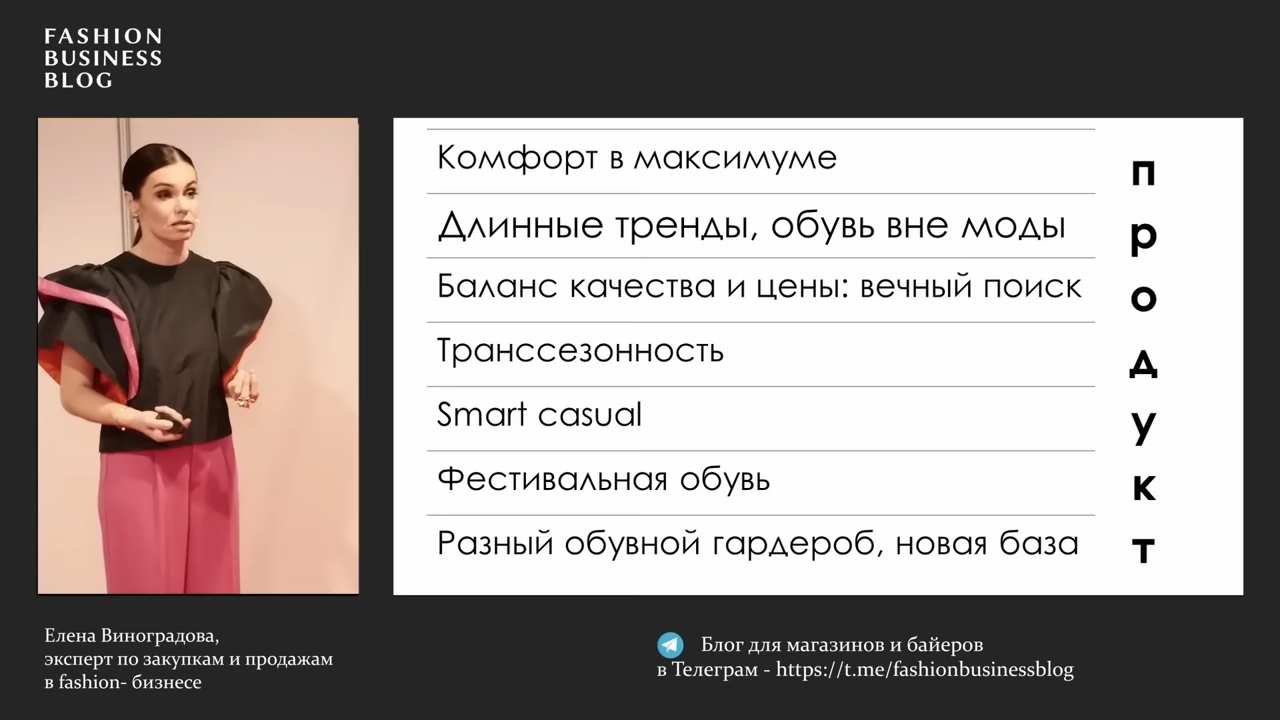 FASHION
BUSINESS
BLOG
Комфорт в максимуме
Длинные тренды, обувь вне моды
Баланс качества и цены: вечный поиск
Транссезонность
Smart casual
Фестивальная обувь
Разный обувной гардероб, новая база
п
р
о
д
у
к
т
Елена Виноградова,
эксперт по закупкам и продажам
в fashion- бизнесе
Блог для магазинов и байеров
в Телеграм - https://t.me/fashionbusinessblog